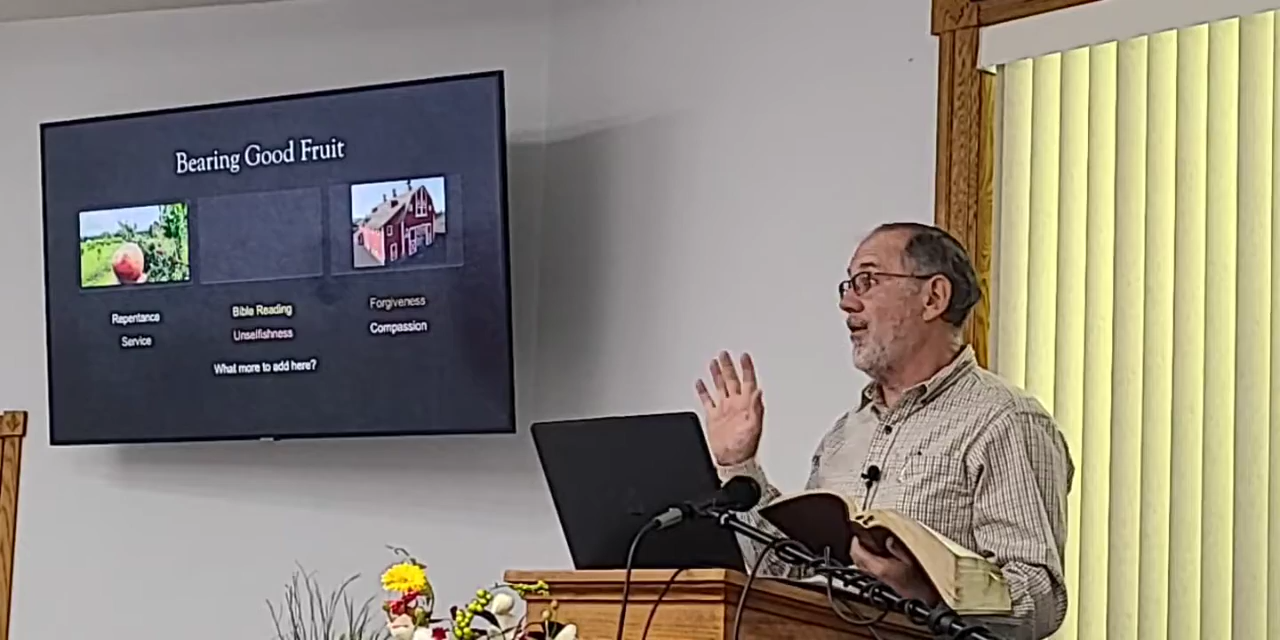 Bearing Good Fruit
Repentance
Service
Bible Reading
Unselfishness
Forgiveness
Compassion
What more to add here?